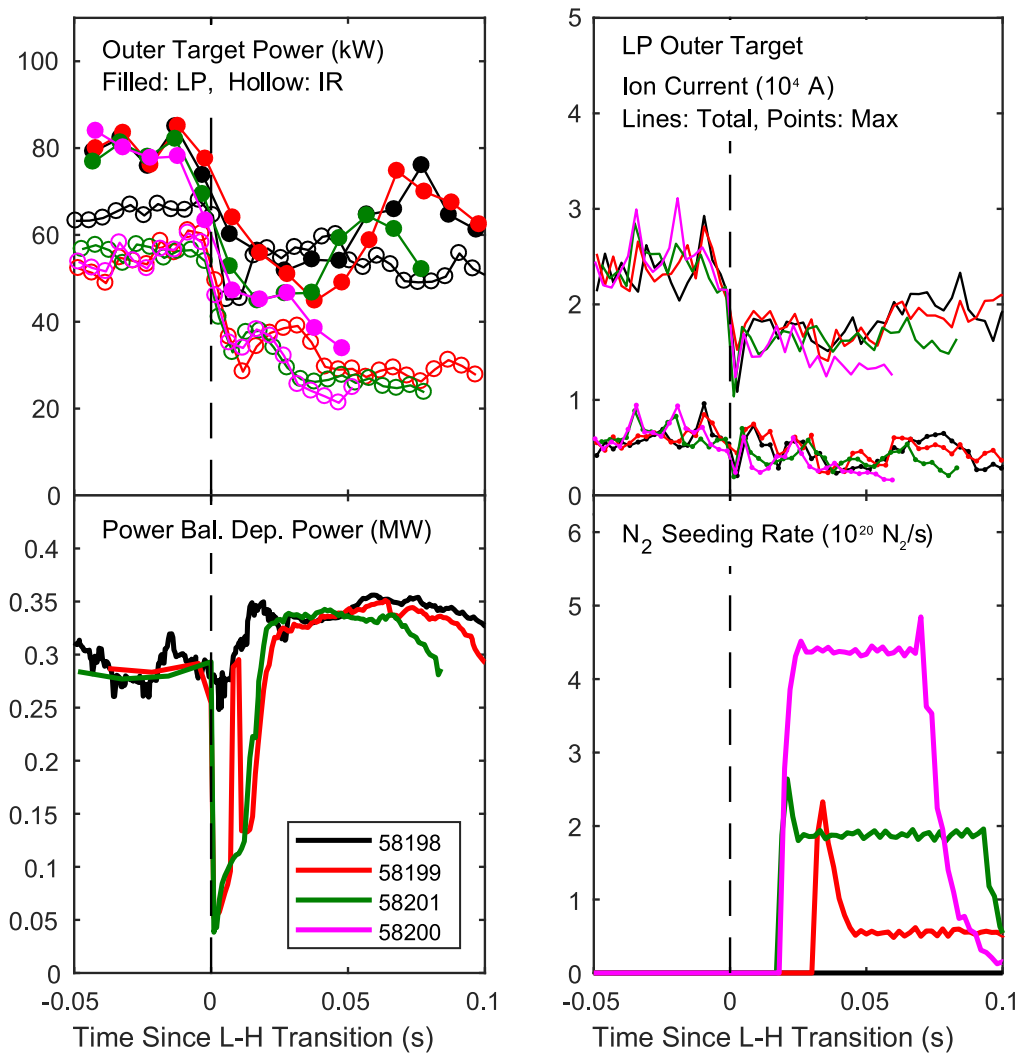 Outer Target Power (kW)
Filled: LP,  Hollow: IR
100
80
60
40
20
0
LP Outer Target
Ion Current (10⁴ A)
Lines: Total, Points: Max
5
4
3
2
1
0
Power Bal. Dep. Power (MW)
0.4
0.35
0.3
0.25
0.2
0.15
0.1
0.05
0
58198
58199
58201
58200
-0.05 0 0.05 0.1
Time Since L-H Transition (s)
N₂ Seeding Rate (10²⁰ N₂/s)
6
5
4
3
2
1
0
-0.05 0 0.05 0.1
Time Since L-H Transition (s)